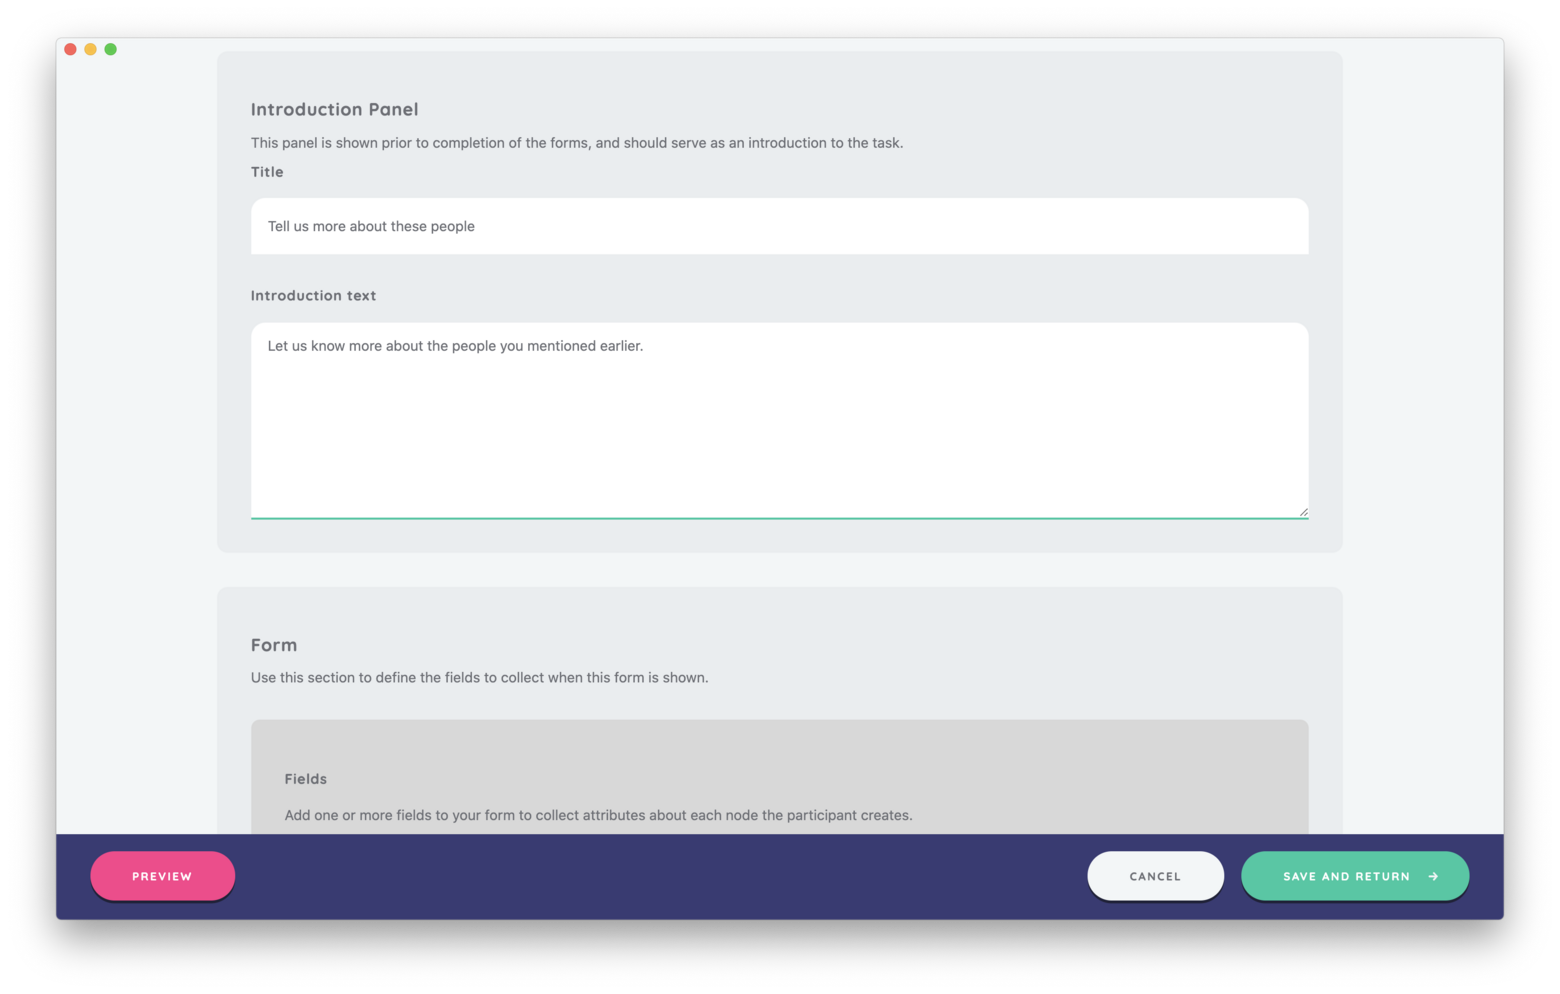 Introduction Panel
This panel is shown prior to completion of the forms, and should serve as an introduction to the task.
Title
Tell us more about these people
Introduction text
Let us know more about the people you mentioned earlier.
Form
Use this section to define the fields to collect when this form is shown.
Fields
Add one or more fields to your form to collect attributes about each node the participant creates.
PREVIEW
CANCEL
SAVE AND RETURN →